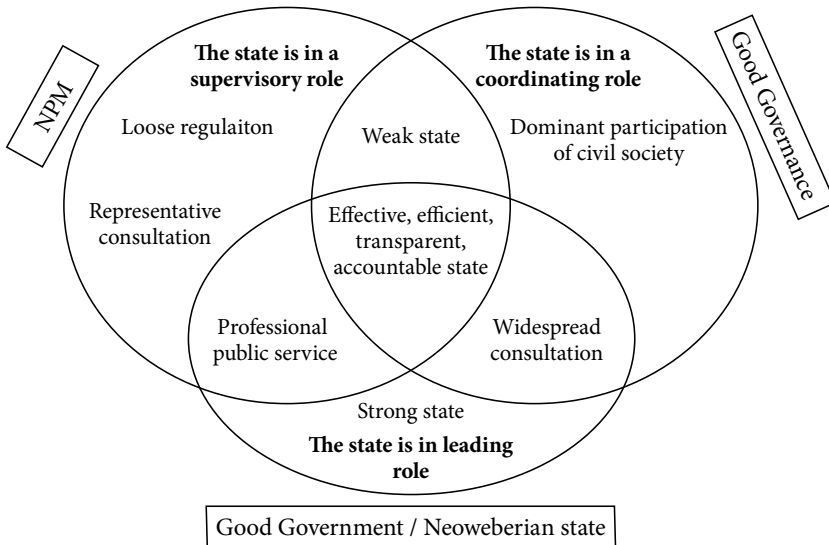 The state is in a
supervisory role
The state is in a
coordinating role
NPM
Good Governance
Loose regulaiton
Weak state
Dominant participation
of civil society
Representative
consultation
Effective, efficient,
transparent,
accountable state
Professional
public service
Widespread
consultation
Strong state
The state is in leading
role
Good Government / Neoweberian state